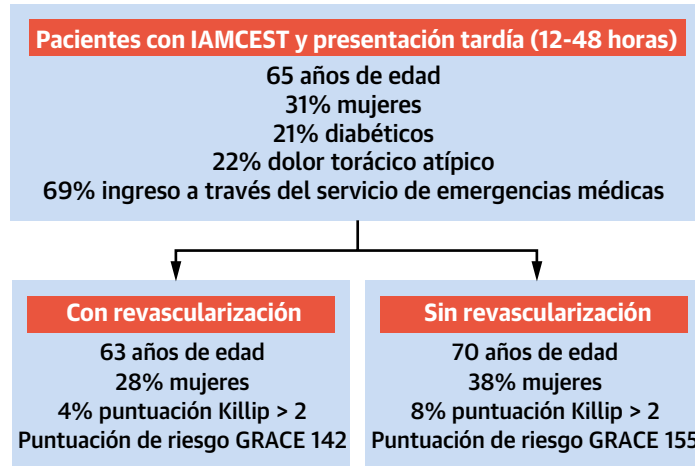 Pacientes con IAMCEST y presentación tardía (12-48 horas)
65 años de edad
31% mujeres
21% diabéticos
22% dolor torácico atípico
69% ingreso a través del servicio de emergencias médicas
Con revascularización
63 años de edad
28% mujeres
4% puntuación Killip > 2
Puntuación de riesgo GRACE 142
Sin revascularización
70 años de edad
38% mujeres
8% puntuación Killip > 2
Puntuación de riesgo GRACE 155